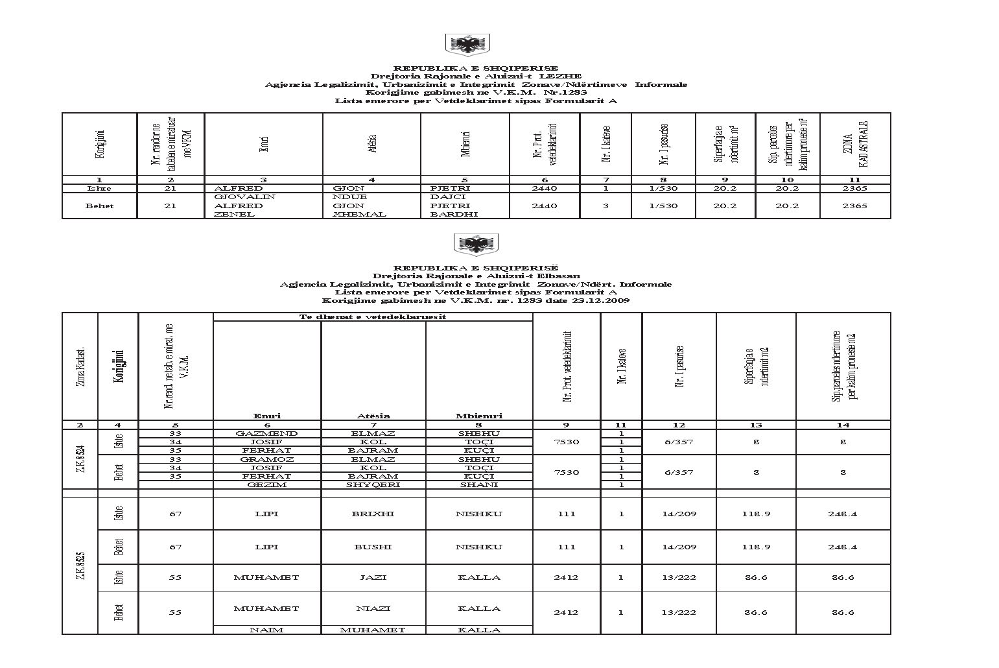 REPUBLIKA E SHQIPERISE
Drejtoria Rajonale e Aluizni-t LEZHE
Agjencia Legalizimit, Urbanizimit e Integrimit Zonave/Ndërtimeve Informale
Korigjime gabimesh ne V.K.M. Nr.1283
Lista emerore per Vetdeklarimet sipas Formularit A
Korigjimi Nr. rendor ne tabelen e miratuar me VKM Emri Atësia Mbiemri Nr. Prot. vetedeklarimit Nr. I kateve Nr. I pasurise Siperfaqja e ndertimit m² Sip. parceles ndertimore per kalim pronesie m² ZONA KADASTRALE
1 2 3 4 5 6 7 8 9 10 11
Ishte 21 ALFRED GJON PJETRI 2440 1 1/530 20.2 20.2 2365
GJOVALIN NDUE DAJCI
Behet 21 ALFRED GJON PJETRI 2440 3 1/530 20.2 20.2 2365
ZENEL XHEMAL BARDHI
REPUBLIKA E SHQIPERISË
Drejtoria Rajonale e Aluizni-t Elbasan
Agjencia Legalizimit, Urbanizimit e Integrimit Zonave/Ndërt. Informale
Lista emerore per Vetdeklarimet sipas Formularit A
Korigjime gabimesh ne V.K.M. nr. 1283 date 23.12.2009
Te dhenat e vetedeklaruesit
Zona Kadast. Korigjimi Nr.rend. ne tab. e mirat. me V.K.M. Emri Atësia Mbiemri Nr. Prot. vetedeklarimit Nr. I kateve Nr. I pasurise Siperfaqja e ndertimit m2 Sip.parceles ndertimore per kalim pronesie m2
2 4 5 6 7 8 9 11 12 13 14
Z.K.8524 Ishte 33 GAZMEND ELMAZ SHEHU 1
34 JOSIF KOL TOÇI 7530 1 6/357 8 8
35 FERHAT BAJRAM KUÇI 1
Behet 33 GRAMOZ ELMAZ SHEHU 1
34 JOSIF KOL TOÇI 1
35 FERHAT BAJRAM KUÇI 7530 1 6/357 8 8
GEZIM SHYQERI SHANI 1
Z.K.8525 Ishte 67 LIPI BRIXHI NISHKU 111 1 14/209 118.9 248.4
Behet 67 LIPI BUSHI NISHKU 111 1 14/209 118.9 248.4
Ishte 55 MUHAMET JAZI KALLA 2412 1 13/222 86.6 86.6
Behet 55 MUHAMET NIAZI KALLA 2412 1 13/222 86.6 86.6
NAIM MUHAMET KALLA